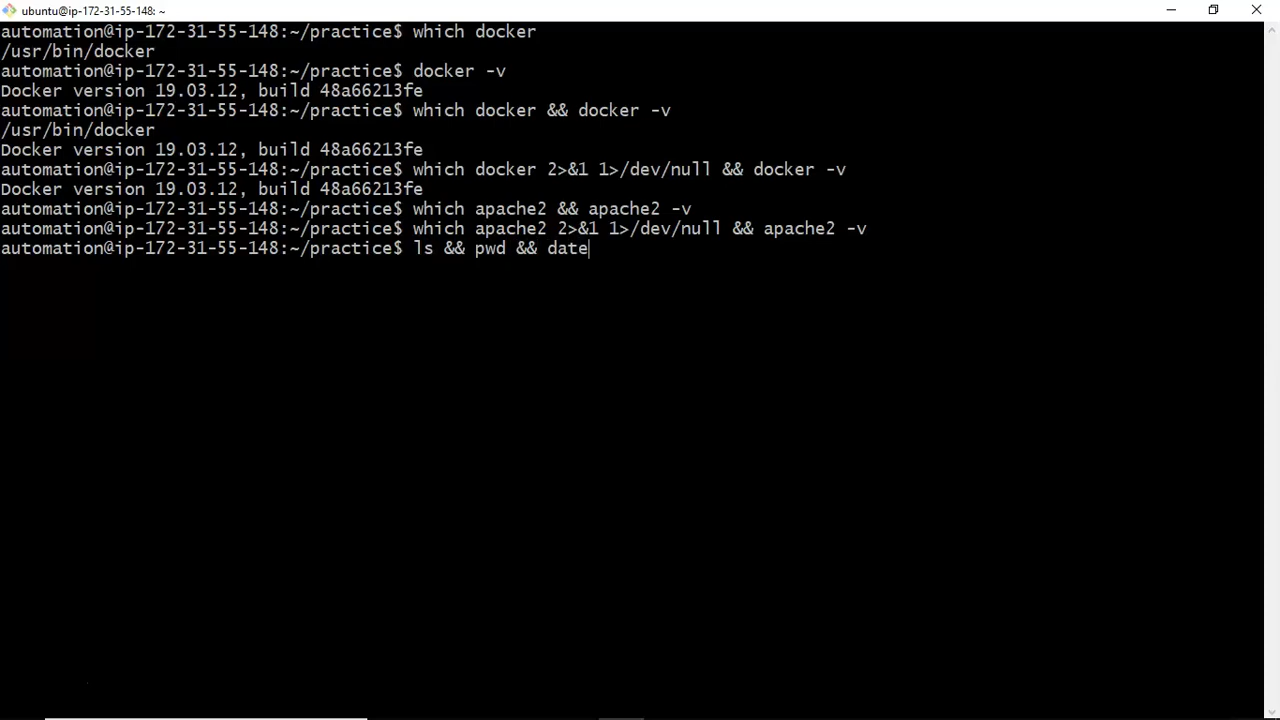 ubuntu@ip-172-31-55-148: ~
automation@ip-172-31-55-148:~/practice$ which docker
/usr/bin/docker
automation@ip-172-31-55-148:~/practice$ docker -v
Docker version 19.03.12, build 48a66213fe
automation@ip-172-31-55-148:~/practice$ which docker && docker -v
/usr/bin/docker
Docker version 19.03.12, build 48a66213fe
automation@ip-172-31-55-148:~/practice$ which docker 2>&1 1>/dev/null && docker -v
Docker version 19.03.12, build 48a66213fe
automation@ip-172-31-55-148:~/practice$ which apache2 && apache2 -v
automation@ip-172-31-55-148:~/practice$ which apache2 2>&1 1>/dev/null && apache2 -v
automation@ip-172-31-55-148:~/practice$ ls && pwd && date